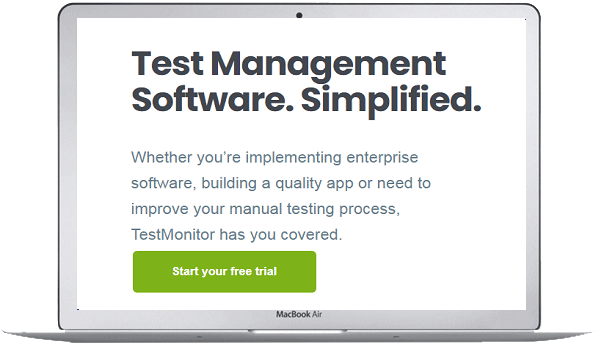 Test Management
Software. Simplified.
Whether you're implementing enterprise
software, building a quality app or need to
improve your manual testing process,
TestMonitor has you covered.
Start your free trial
MacBook Air